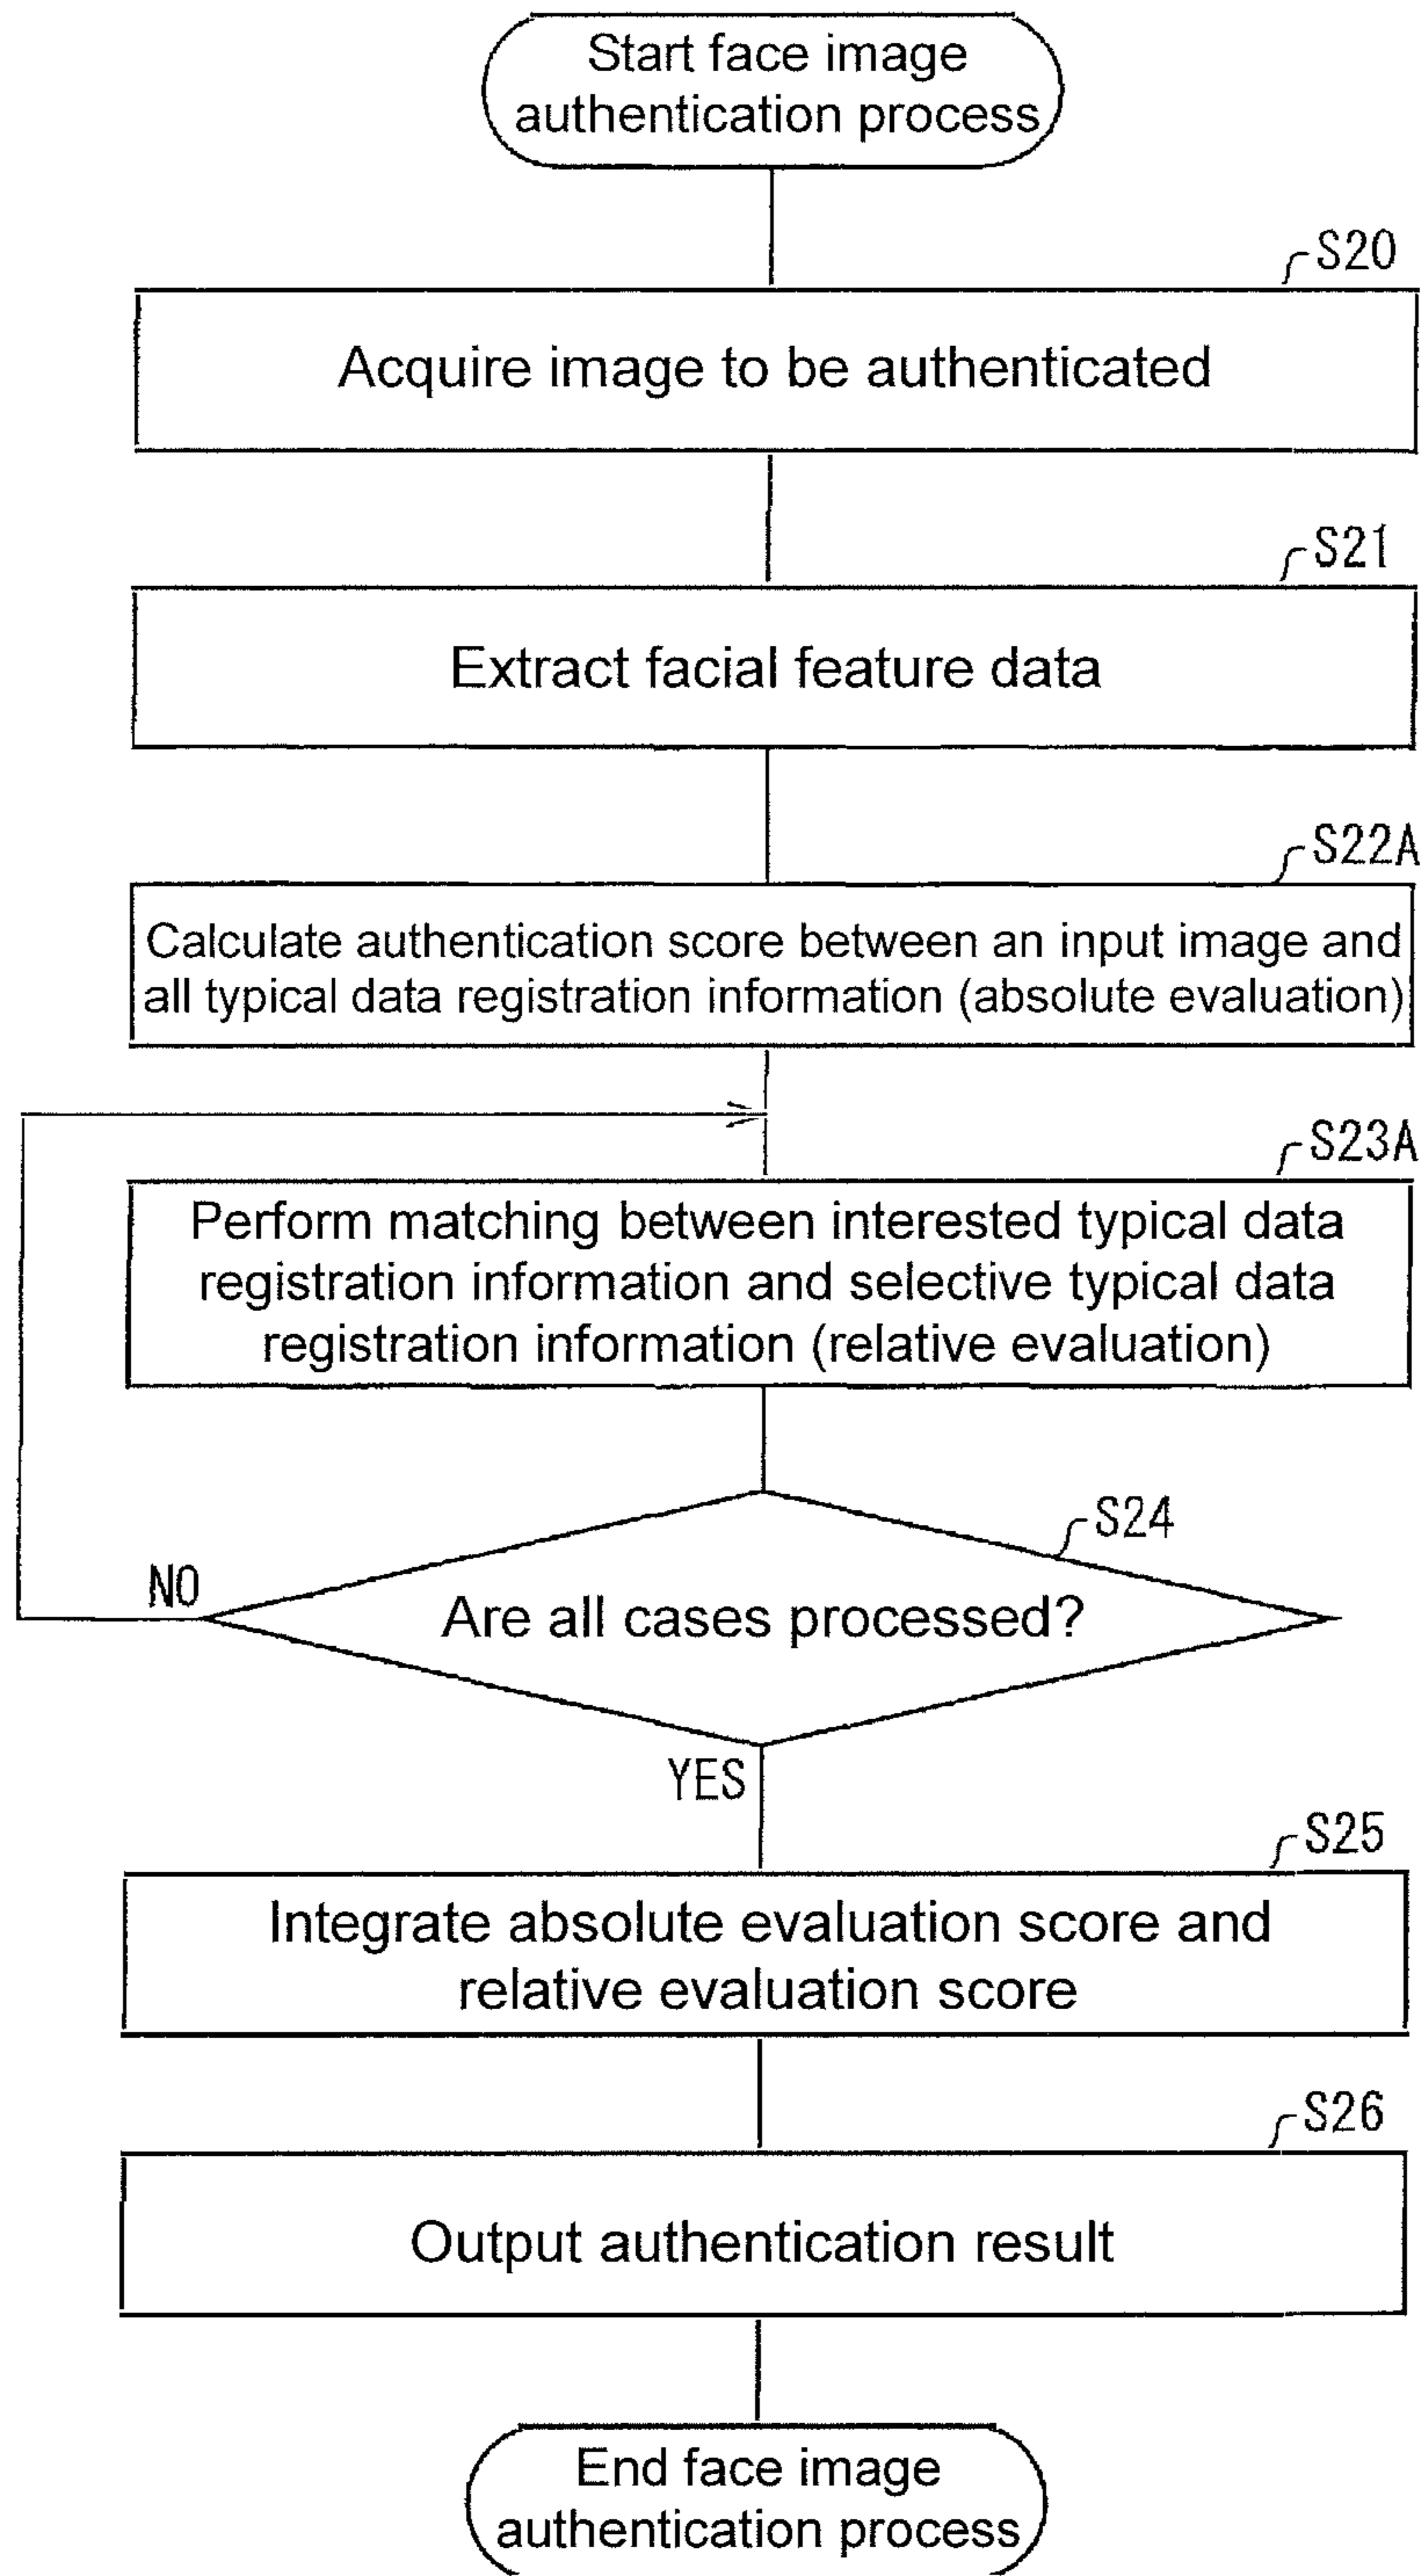 Start face image
authentication process
S20
Acquire image to be authenticated
S21
Extract facial feature data
S22A
Calculate authentication score between an input image and
all typical data registration information (absolute evaluation)
S23A
Perform matching between interested typical data
registration information and selective typical data
registration information (relative evaluation)
S24
NO
Are all cases processed?
YES
S25
Integrate absolute evaluation score and
relative evaluation score
S26
Output authentication result
End face image
authentication process